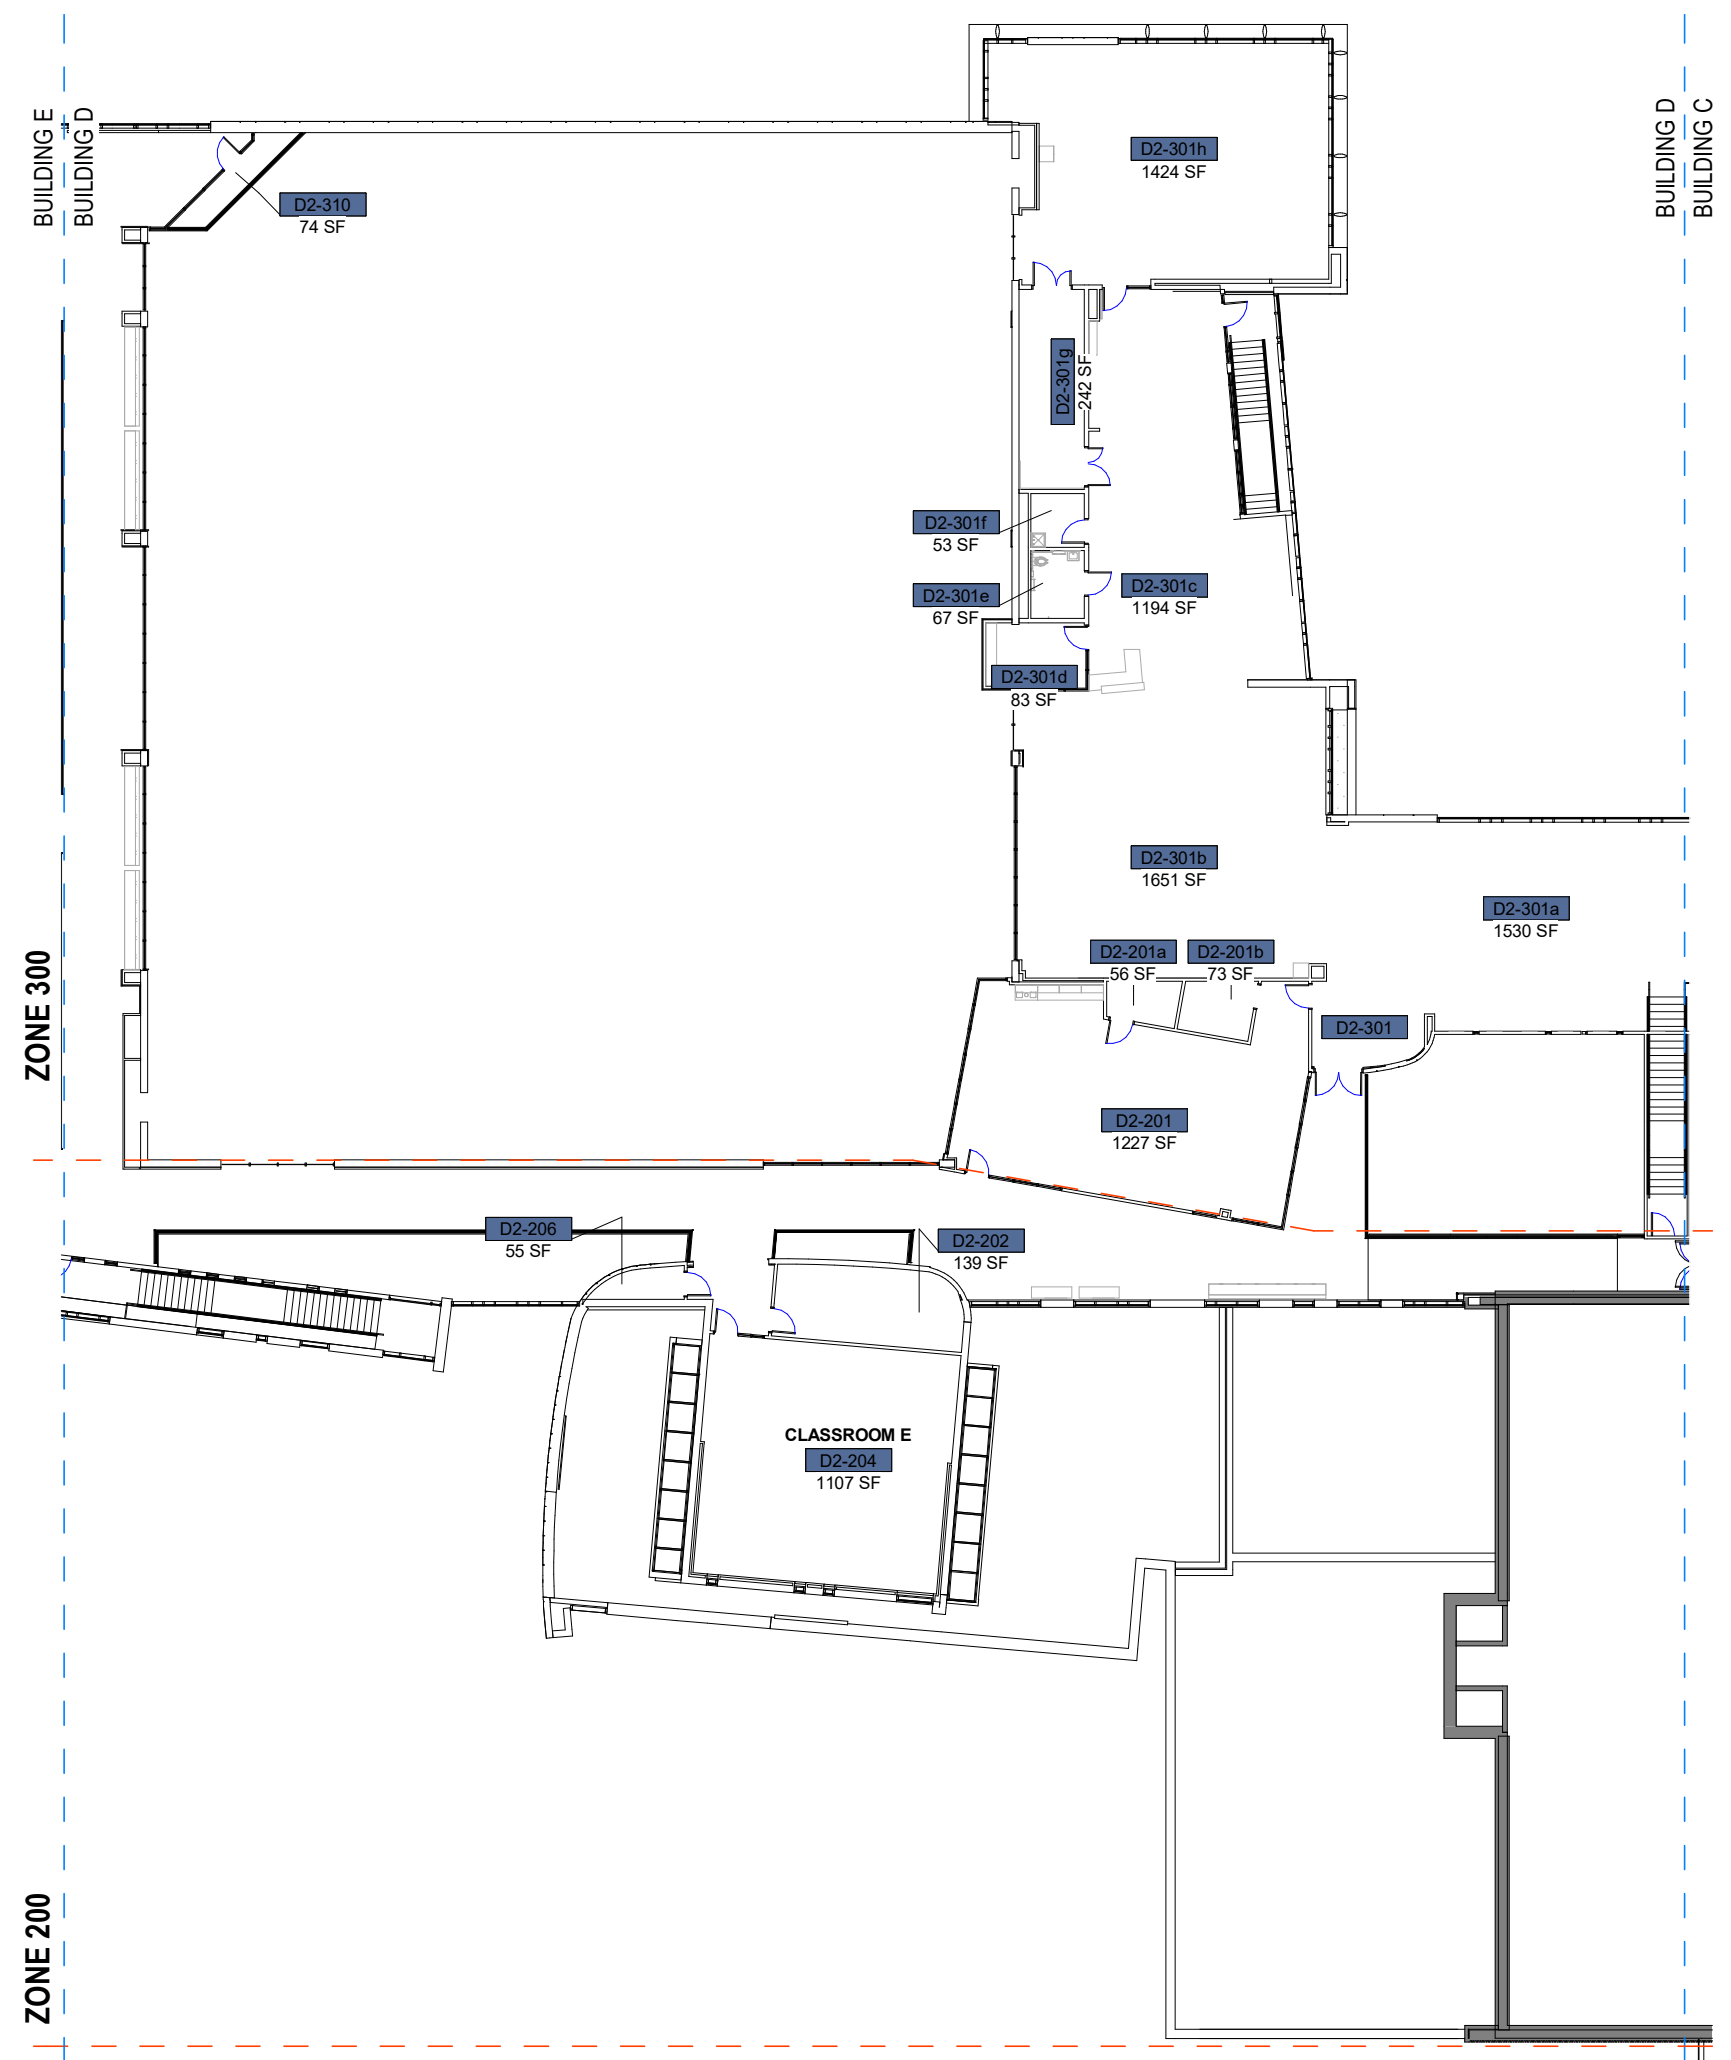 BUILDING E
BUILDING D
BUILDING D
BUILDING C
D2-301h
1424 SF
D2-310
74 SF
D2-301g
242 SF
D2-301f
53 SF
D2-301e
67 SF
D2-301c
1194 SF
D2-301d
83 SF
D2-301b
1651 SF
D2-301a
1530 SF
D2-201a
56 SF
D2-201b
73 SF
ZONE 300
D2-301
D2-201
1227 SF
D2-206
55 SF
D2-202
139 SF
CLASSROOM E
D2-204
1107 SF
ZONE 200